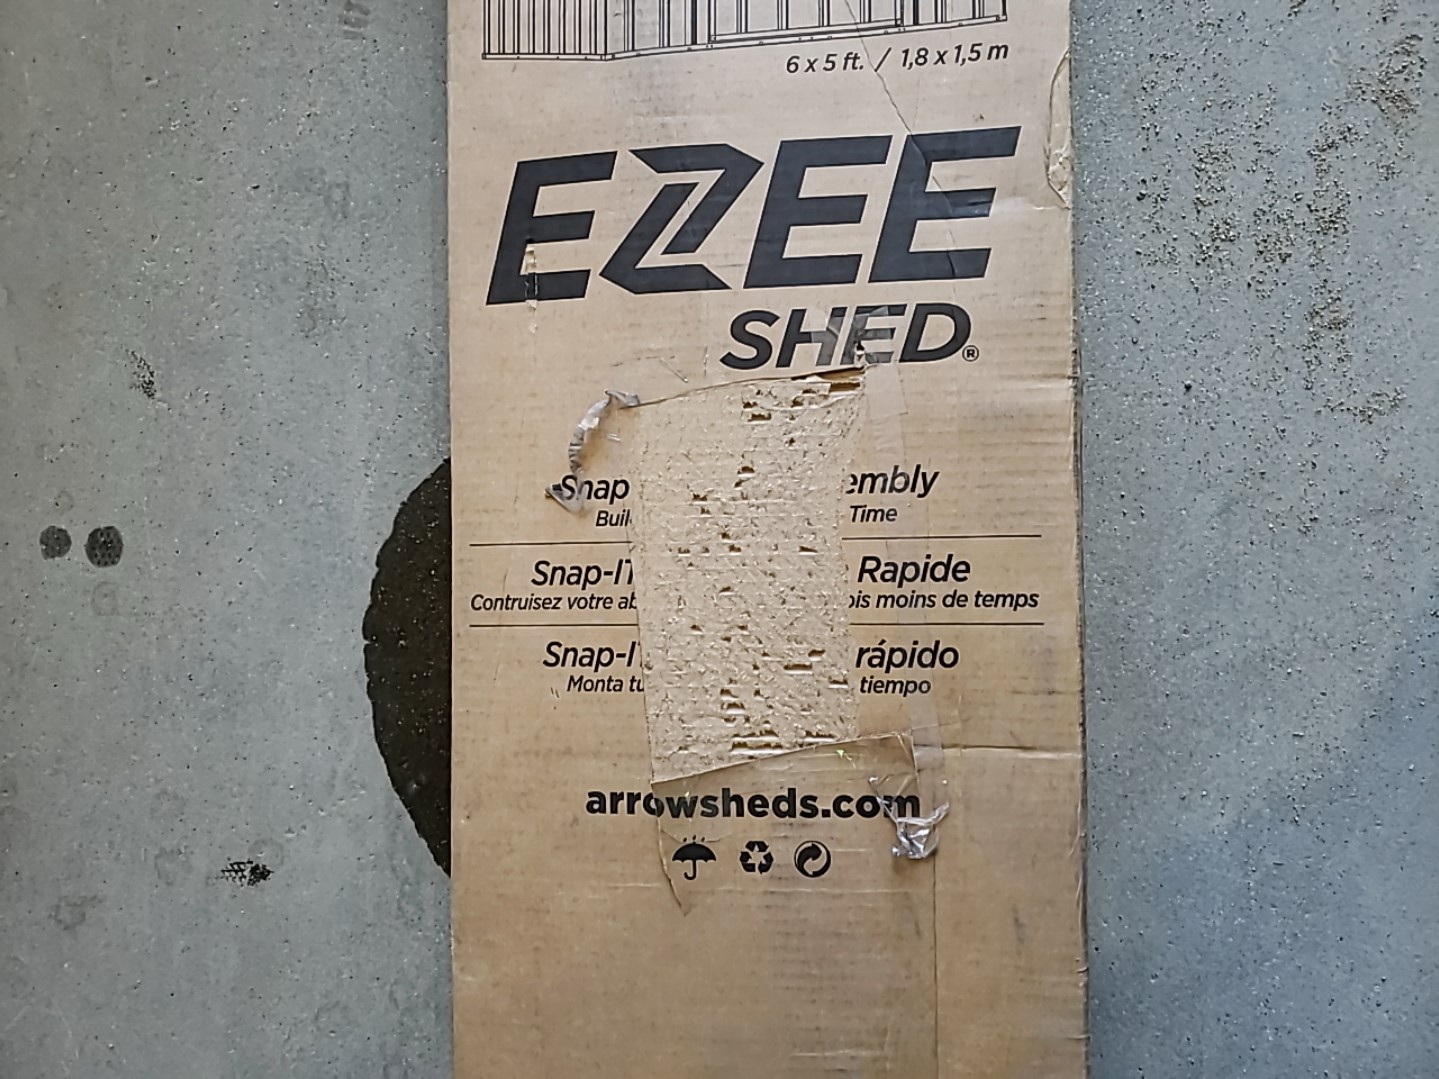 6 x 5 ft. / 1,8 x 1,5 m
EZEE
SHED®
Snap embly
Buil Time
Snap-IT Rapide
Contruisez votre ab ois moins de temps
Snap-I rápido
Monta tu tiempo
arrowsheds.com